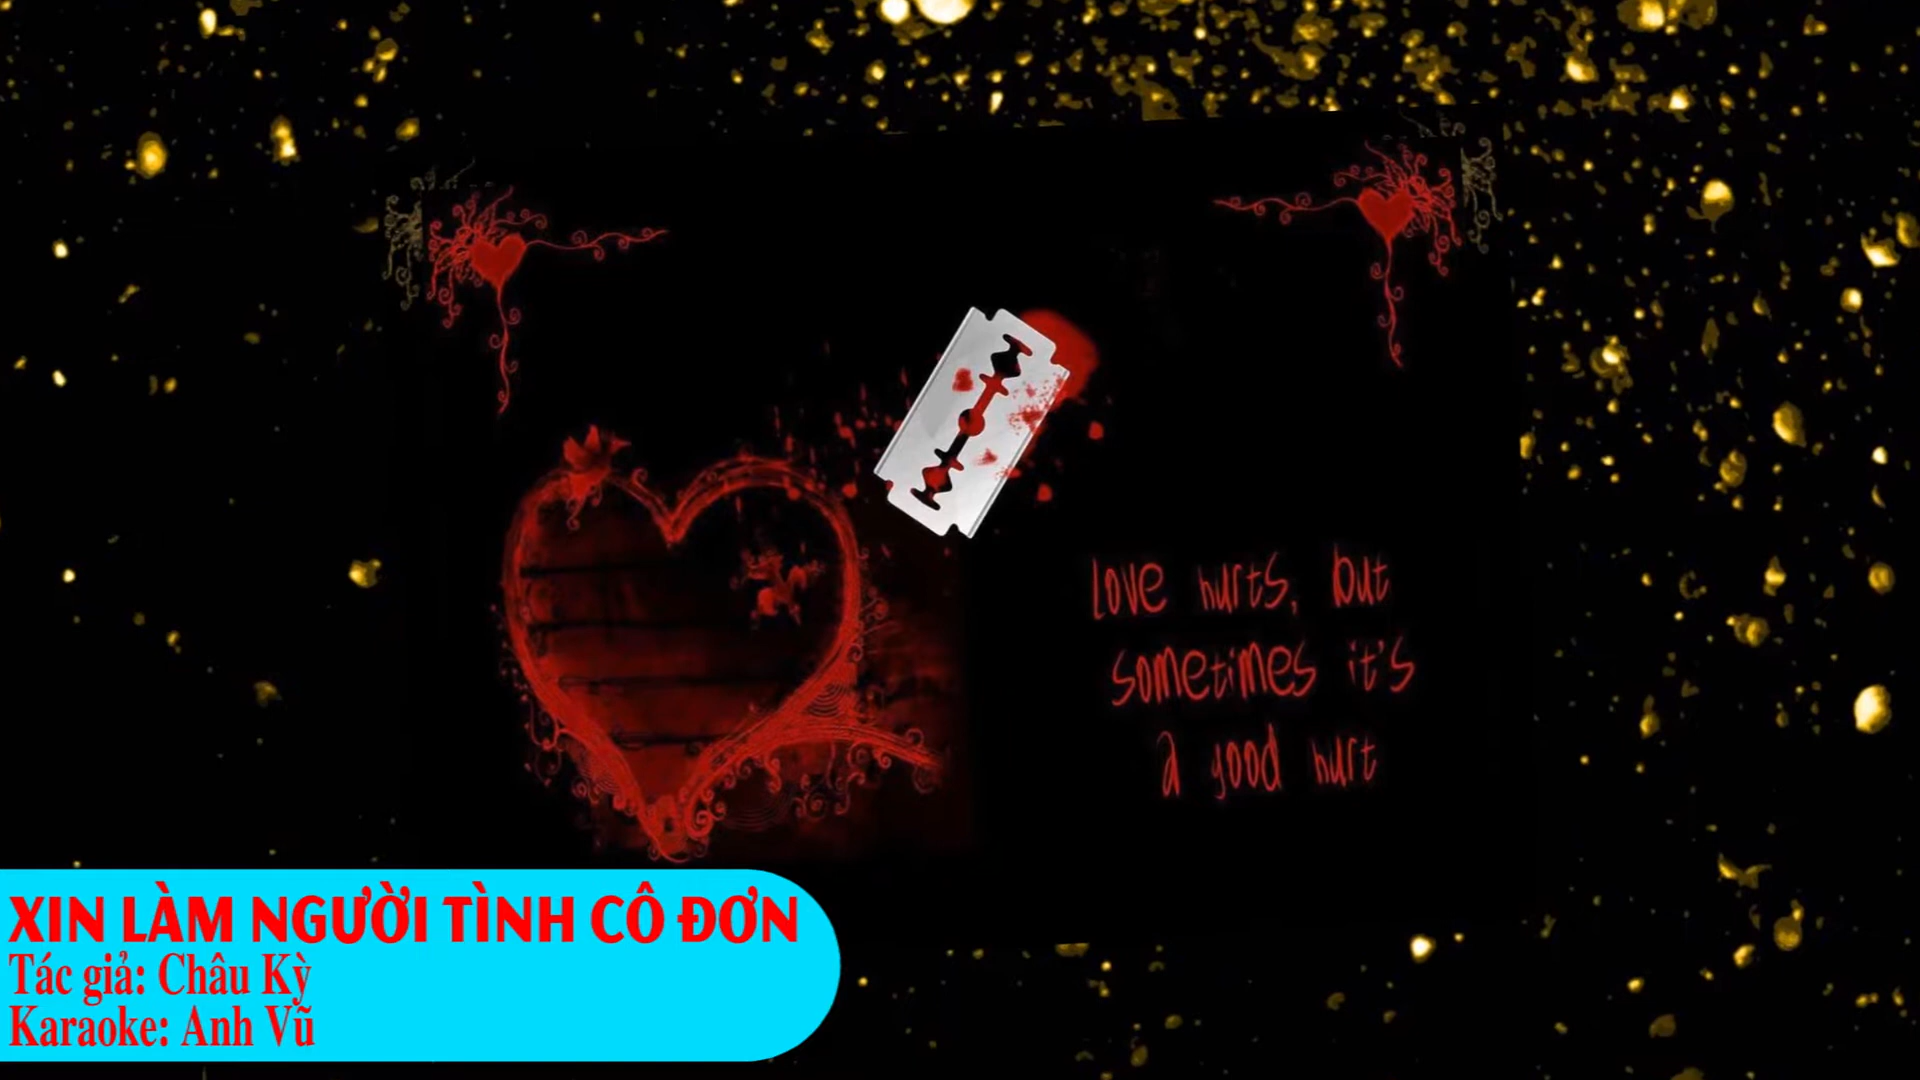 love hurts, but
sometimes it's
a good hurt
XIN LÀM NGƯỜI TÌNH CÔ ĐƠN
Tác giả: Châu Kỳ
Karaoke: Anh Vũ